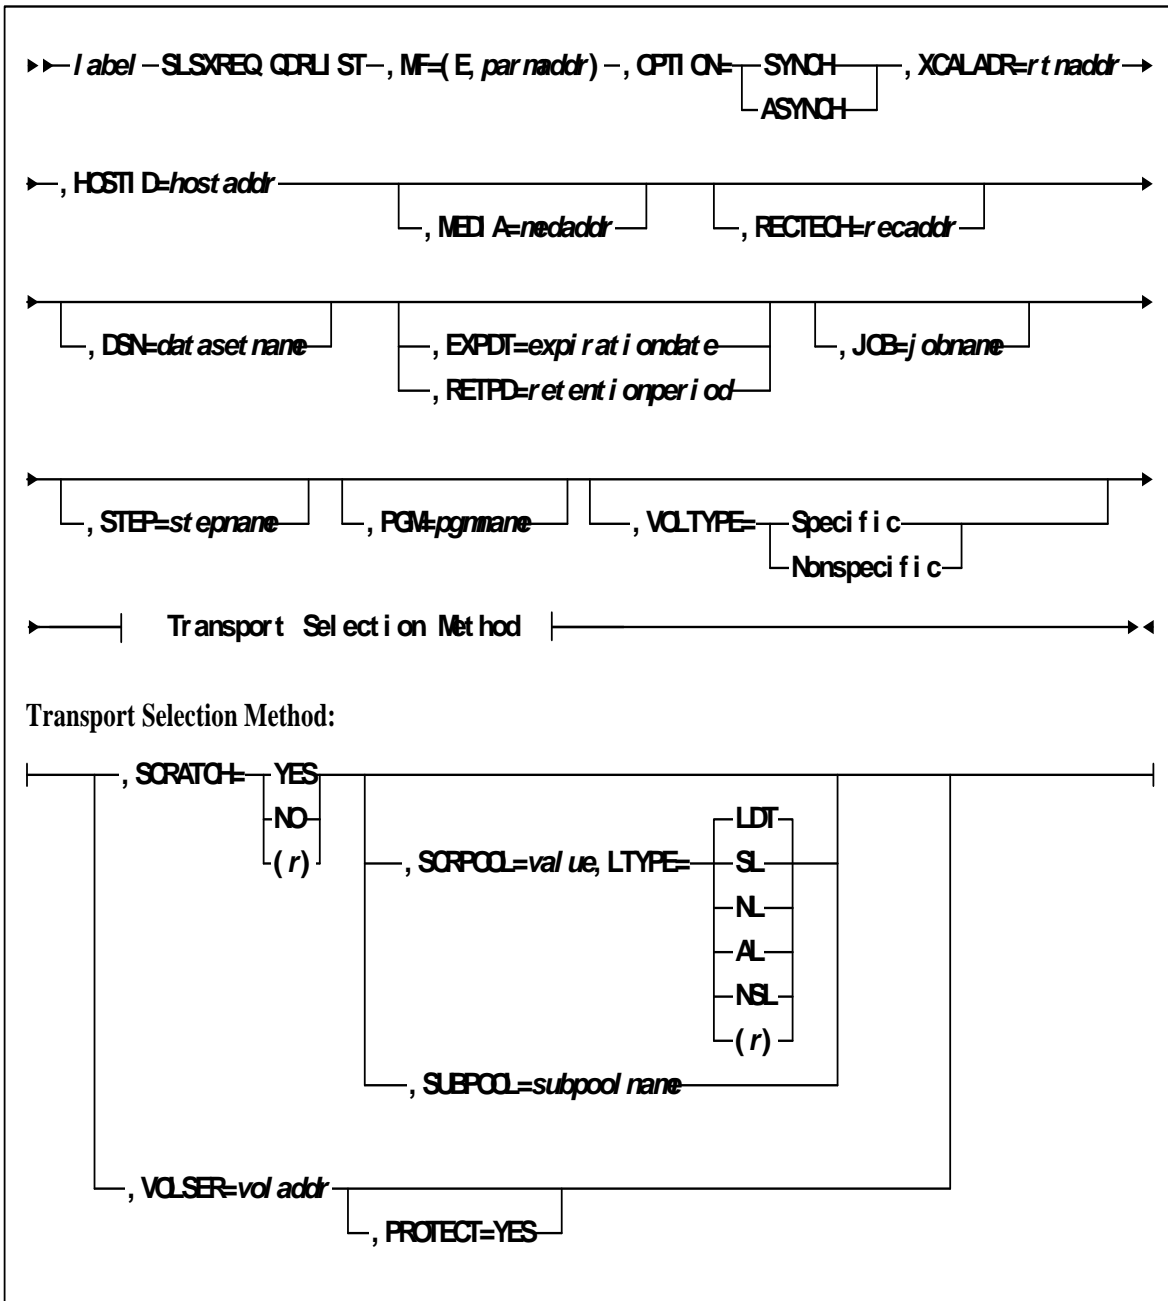 label SLSXREQ QDRLIST , MF=(E, parmaddr) , OPTION= SYNCH , XCALADR=rtnaddr
ASYNCH
, HOSTID=hostaddr
, MEDIA=medaddr , RECTECH=recaddr
, DSN=datasetname , EXPDT=expirationdate , JOB=jobname
, RETPD=retentionperiod
, STEP=stepname , PGM=pgmname , VOLTYPE= Specific
Nonspecific
Transport Selection Method
Transport Selection Method:
, SCRATCH= YES
NO
(r)
LDT
, SCRPOOL=value, LTYPE= SL
NL
AL
NSL
(r)
, SUBPOOL=subpoolname
, VOLSER=voladdr
, PROTECT=YES